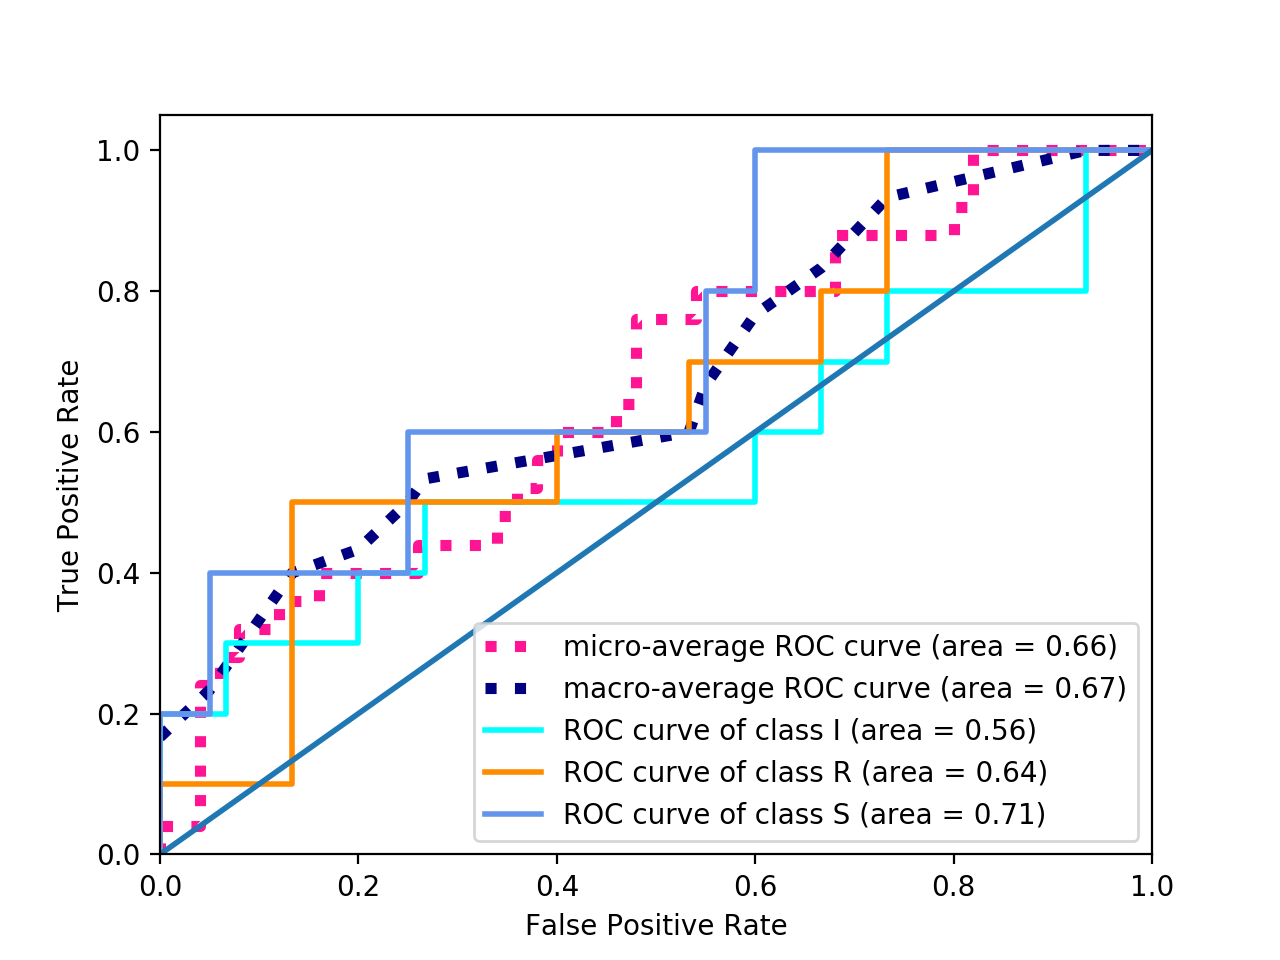 1.0
0.8
0.6
0.4
0.2
0.0
True Positive Rate
micro-average ROC curve (area = 0.66)
macro-average ROC curve (area = 0.67)
ROC curve of class I (area = 0.56)
ROC curve of class R (area = 0.64)
ROC curve of class S (area = 0.71)
0.0 0.2 0.4 0.6 0.8 1.0
False Positive Rate